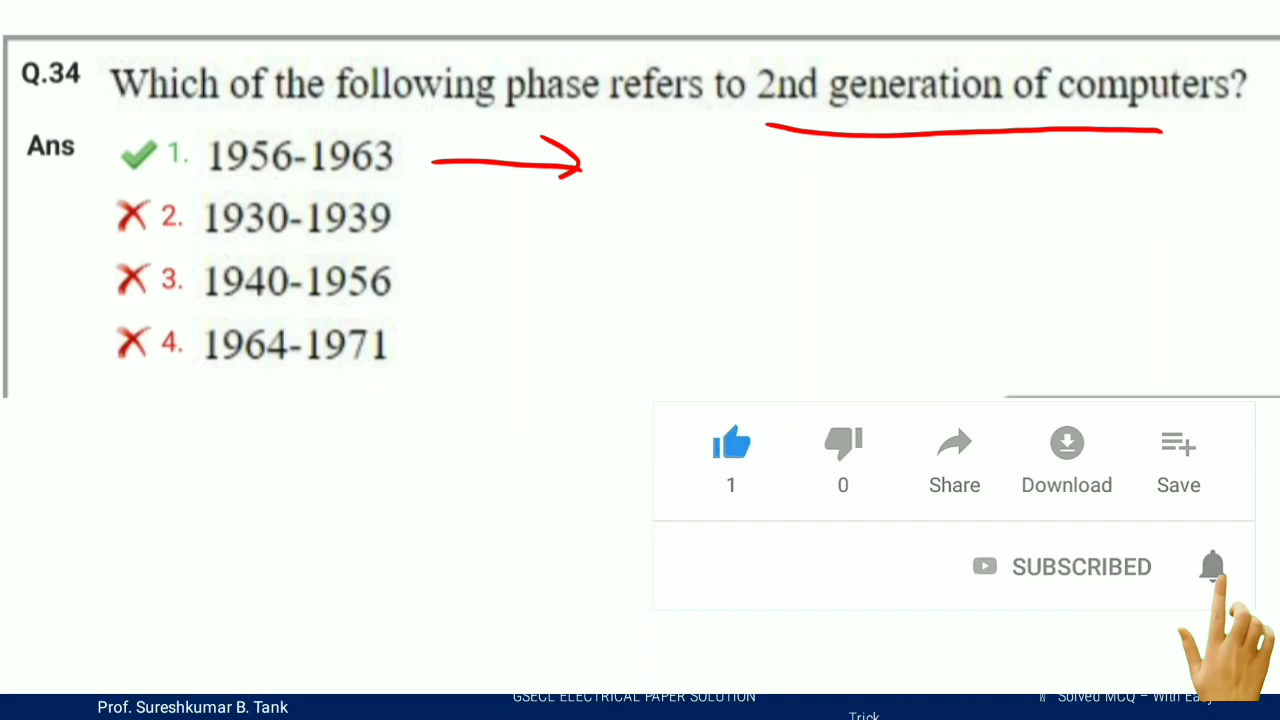 Q.34 Which of the following phase refers to 2nd generation of computers?
Ans 1. 1956-1963
2. 1930-1939
3. 1940-1956
4. 1964-1971
1 0 Share Download Save
SUBSCRIBED
Prof. Sureshkumar B. Tank GSECL ELECTRICAL PAPER SOLUTION Solved MCQ – With Easy
Trick